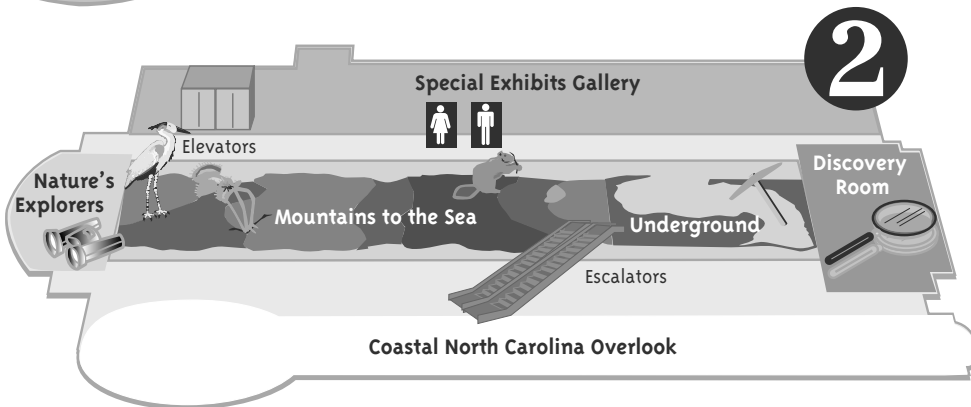 2
Special Exhibits Gallery
Elevators
Nature's
Explorers
Discovery
Room
Mountains to the Sea
Underground
Escalators
Coastal North Carolina Overlook